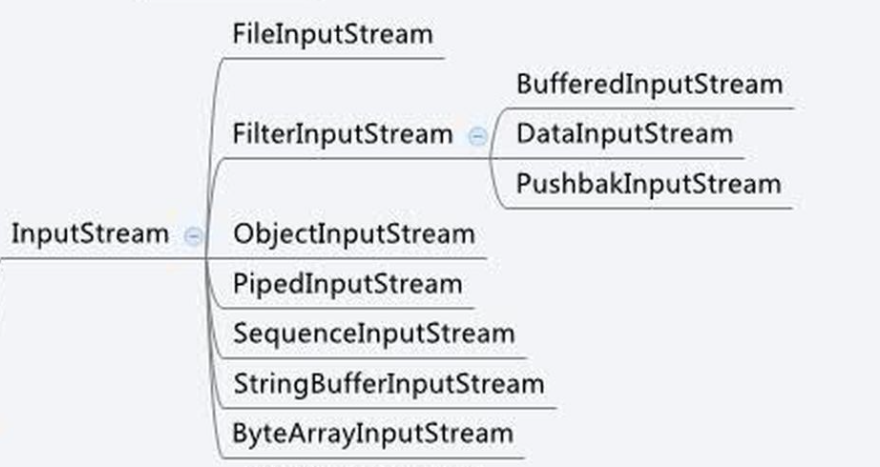 FileInputStream
BufferedInputStream
FilterInputStream
DataInputStream
PushbakInputStream
InputStream
ObjectInputStream
PipedInputStream
SequenceInputStream
StringBufferInputStream
ByteArrayInputStream